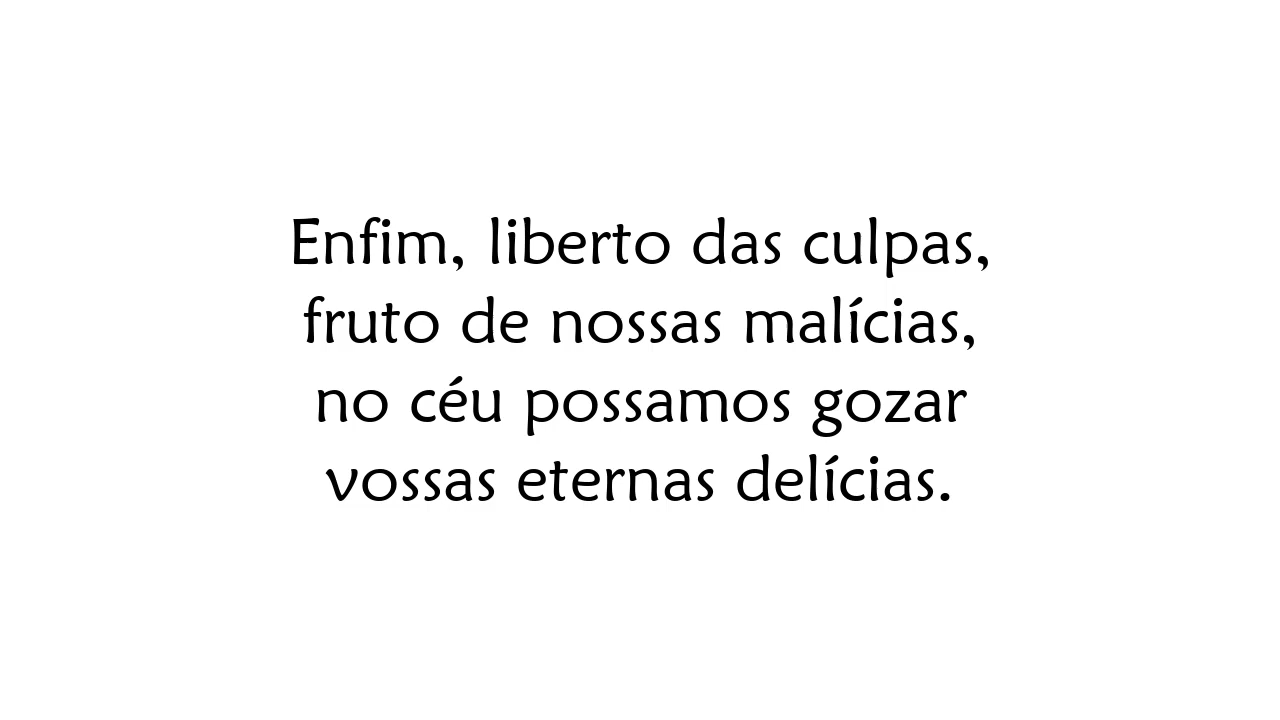 Enfim, liberto das culpas,
fruto de nossas malícias,
no céu possamos gozar
vossas eternas delícias.